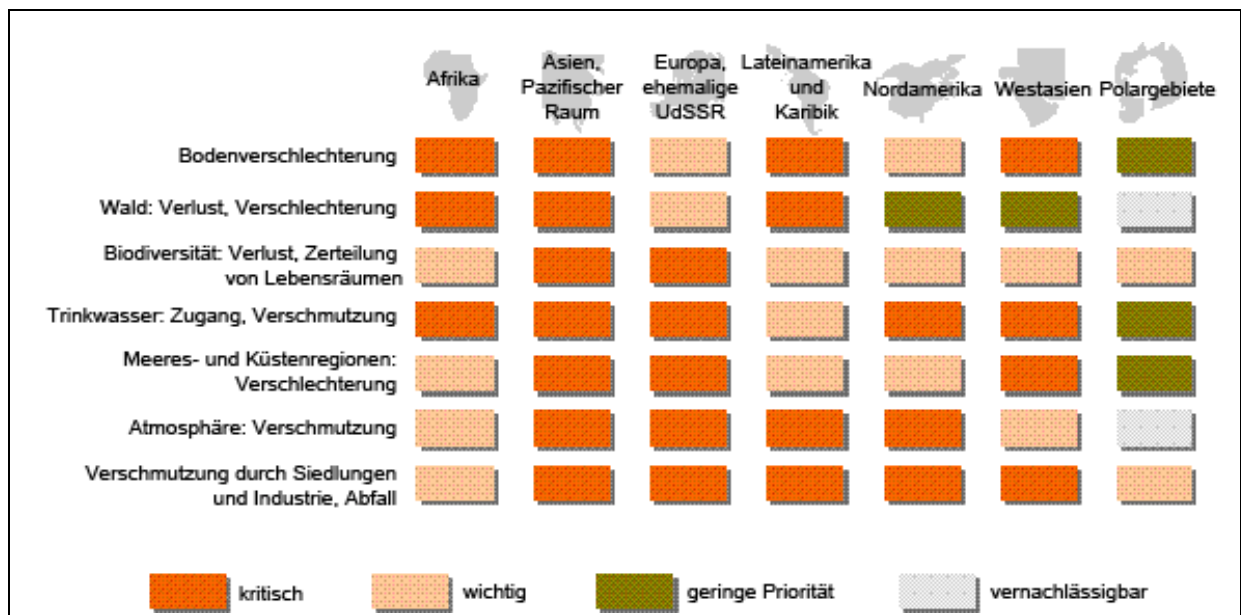 Afrika
Asien,
Pazifischer
Raum
Europa,
ehemalige
UdSSR
Lateinamerika
und
Karibik
Nordamerika
Westasien
Polargebiete
Bodenverschlechterung
Wald: Verlust, Verschlechterung
Biodiversität: Verlust, Zerteilung
von Lebensräumen
Trinkwasser: Zugang, Verschmutzung
Meeres- und Küstenregionen:
Verschlechterung
Atmosphäre: Verschmutzung
Verschmutzung durch Siedlungen
und Industrie, Abfall
kritisch
wichtig
geringe Priorität
vernachlässigbar